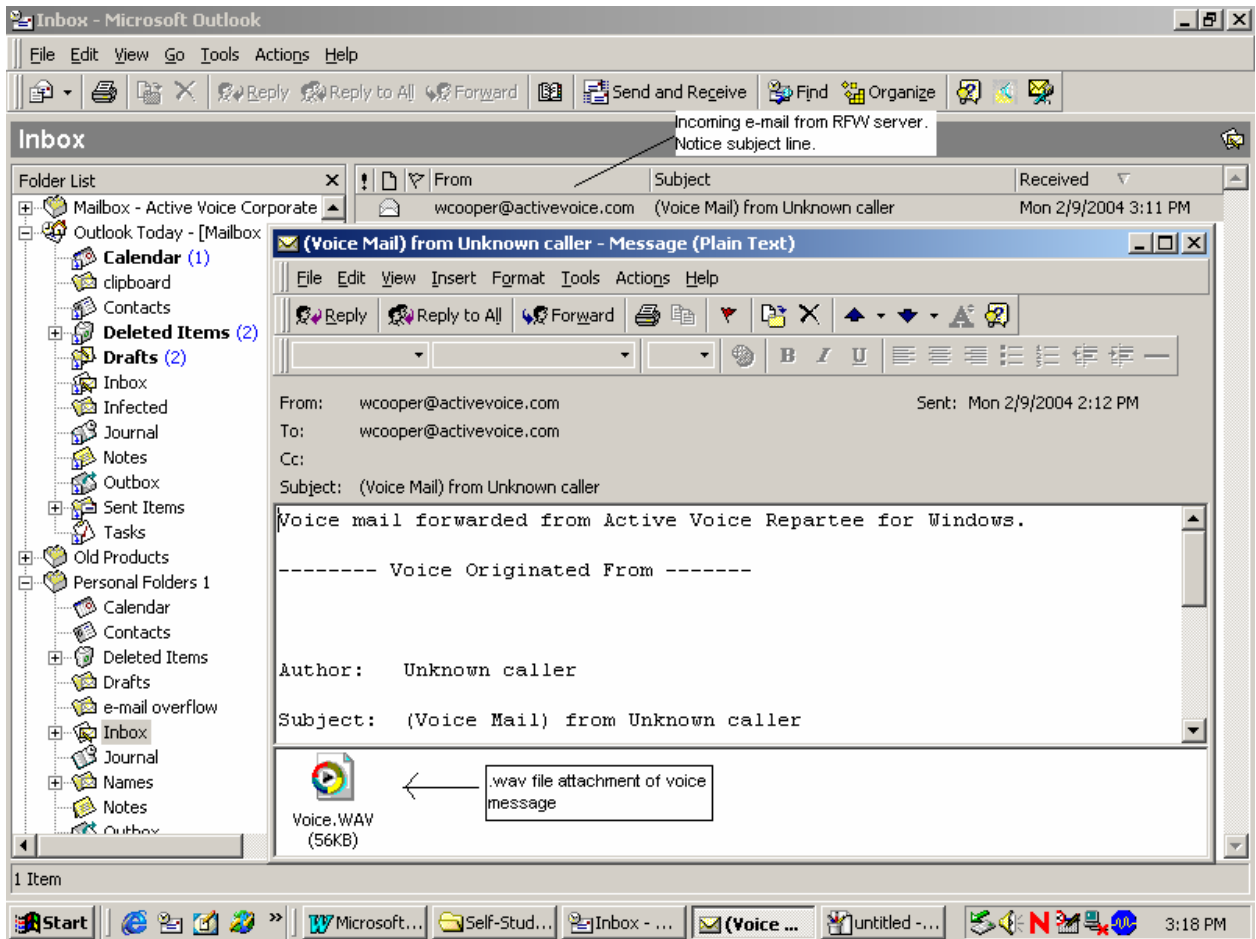 Inbox - Microsoft Outlook
File Edit View Go Tools Actions Help
Reply Reply to All Forward Send and Receive Find Organize
Incoming e-mail from RFW server.
Notice subject line.
Inbox
Folder List
From Subject Received
wcooper@activevoice.com (Voice Mail) from Unknown caller Mon 2/9/2004 3:11 PM
Mailbox - Active Voice Corporate
Outlook Today - [Mailbox
Calendar (1)
clipboard
Contacts
Deleted Items (2)
Drafts (2)
Inbox
Infected
Journal
Notes
Outbox
Sent Items
Tasks
Old Products
Personal Folders 1
Calendar
Contacts
Deleted Items
Drafts
e-mail overflow
Inbox
Journal
Names
Notes
Outbox
(Voice Mail) from Unknown caller - Message (Plain Text)
File Edit View Insert Format Tools Actions Help
Reply Reply to All Forward
B I U
From: wcooper@activevoice.com Sent: Mon 2/9/2004 2:12 PM
To: wcooper@activevoice.com
Cc:
Subject: (Voice Mail) from Unknown caller
Voice mail forwarded from Active Voice Repartee for Windows.
-------- Voice Originated From -------
Author: Unknown caller
Subject: (Voice Mail) from Unknown caller
.wav file attachment of voice
message
Voice.WAV
(56KB)
1 Item
Start » Microsoft... Self-Stud... Inbox - ... (Voice ... untitled -... 3:18 PM